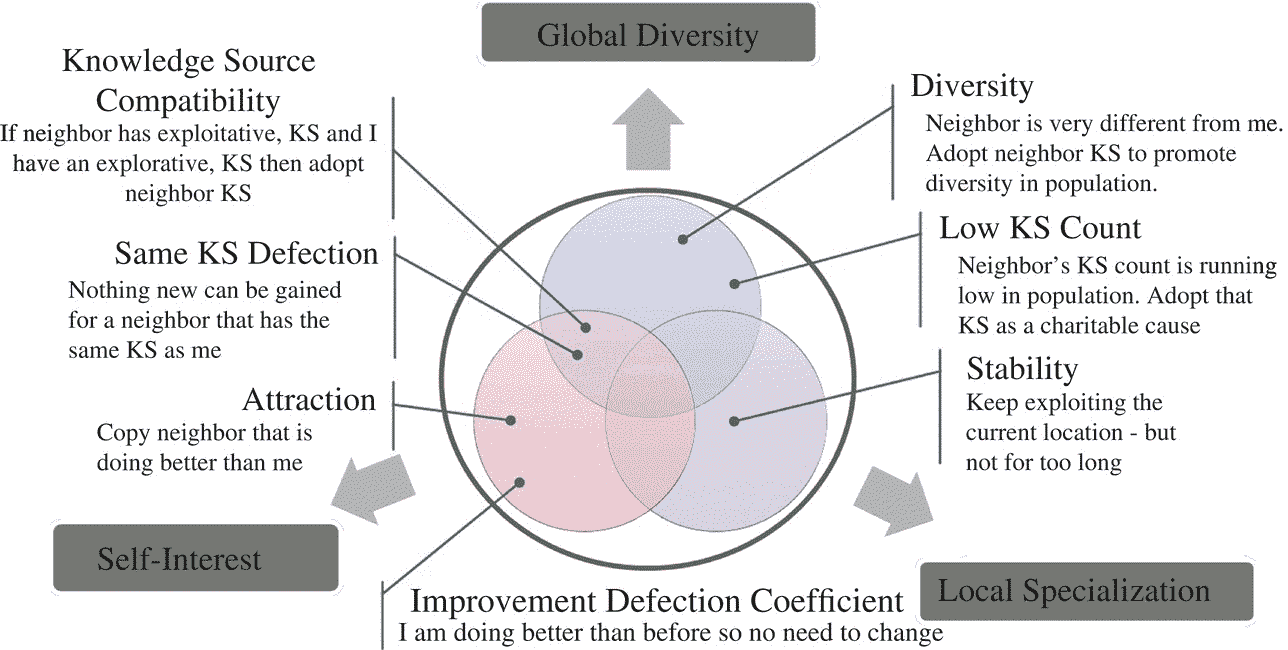 Global Diversity
Knowledge Source
Compatibility
If neighbor has exploitative, KS and I
have an explorative, KS then adopt
neighbor KS
Same KS Defection
Nothing new can be gained
for a neighbor that has the
same KS as me
Attraction
Copy neighbor that is
doing better than me
Self-Interest
Diversity
Neighbor is very different from me.
Adopt neighbor KS to promote
diversity in population.
Low KS Count
Neighbor's KS count is running
low in population. Adopt that
KS as a charitable cause
Stability
Keep exploiting the
current location - but
not for too long
Local Specialization
Improvement Defection Coefficient
I am doing better than before so no need to change